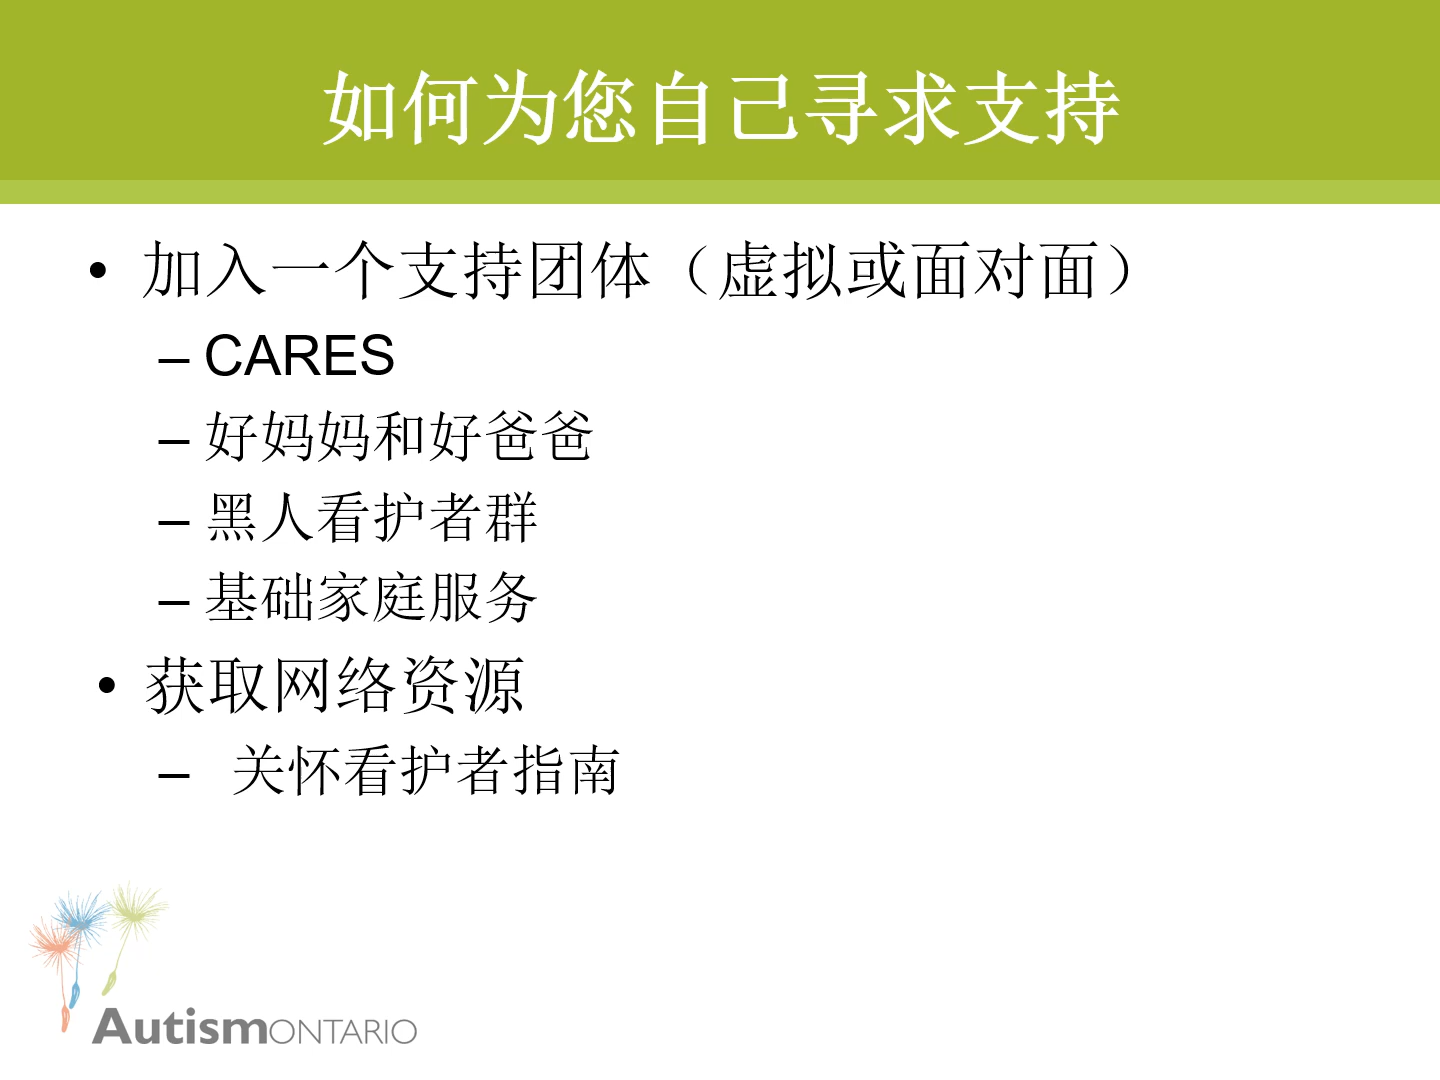 如何为您自己寻求支持
• 加入一个支持团体（虚拟或面对面）
– CARES
– 好妈妈和好爸爸
– 黑人看护者群
– 基础家庭服务
• 获取网络资源
– 关怀看护者指南
AutismONTARIO